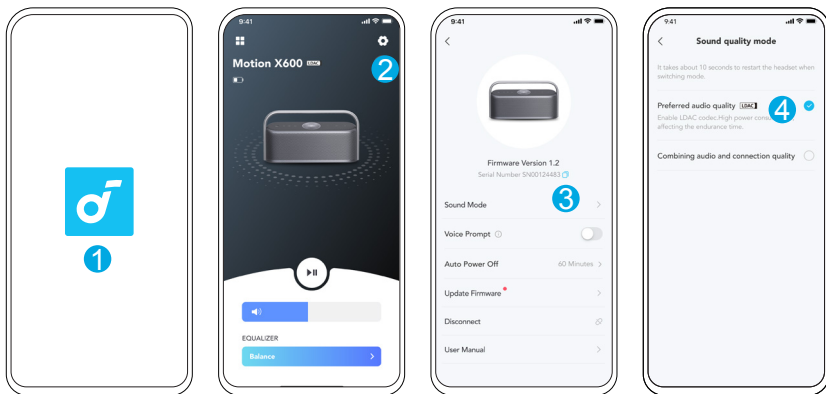 1
9:41
2
Motion X600 LDAC
EQUALIZER
Balance
9:41
Firmware Version 1.2
Serial Number SN00124483
3
Sound Mode
Voice Prompt
Auto Power Off 60 Minutes
Update Firmware
Disconnect
User Manual
9:41
Sound quality mode
It takes about 10 seconds to restart the headset when
switching mode.
4
Preferred audio quality LDAC
Enable LDAC codec.High power
affecting the endurance time.
Combining audio and connection quality